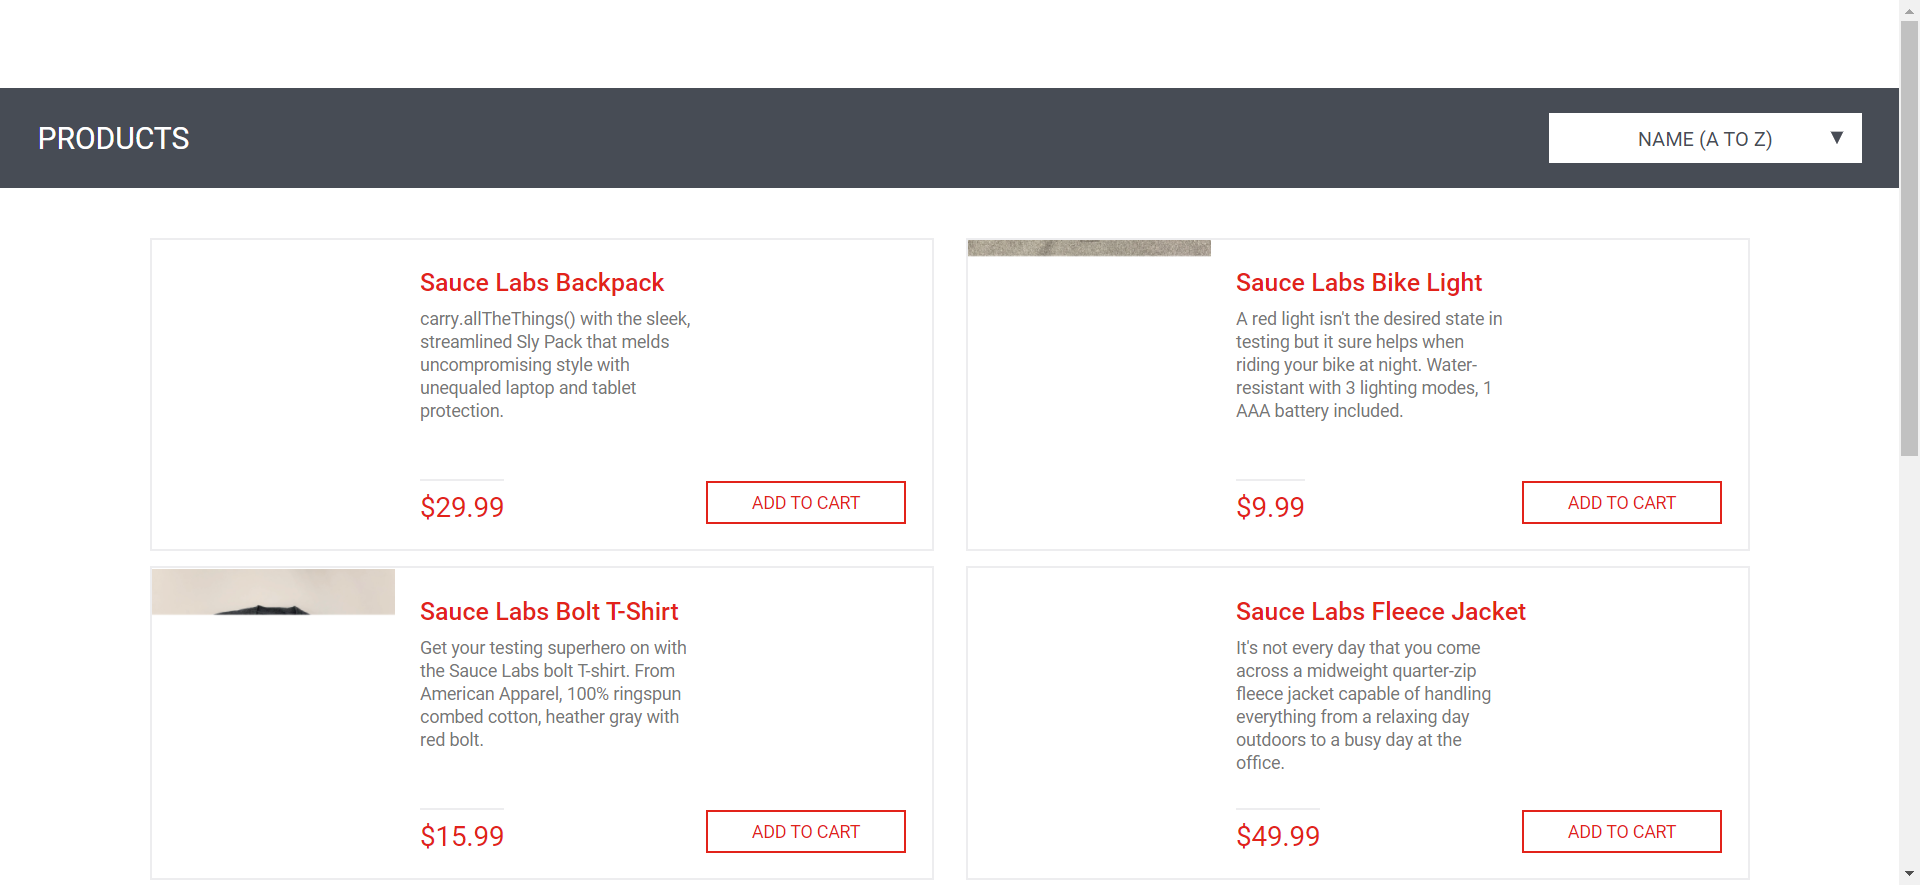 PRODUCTS
NAME (A TO Z)
Sauce Labs Backpack
carry.allTheThings() with the sleek,
streamlined Sly Pack that melds
uncompromising style with
unequaled laptop and tablet
protection.
$29.99
ADD TO CART
Sauce Labs Bike Light
A red light isn't the desired state in
testing but it sure helps when
riding your bike at night. Water-
resistant with 3 lighting modes, 1
AAA battery included.
$9.99
ADD TO CART
Sauce Labs Bolt T-Shirt
Get your testing superhero on with
the Sauce Labs bolt T-shirt. From
American Apparel, 100% ringspun
combed cotton, heather gray with
red bolt.
$15.99
ADD TO CART
Sauce Labs Fleece Jacket
It's not every day that you come
across a midweight quarter-zip
fleece jacket capable of handling
everything from a relaxing day
outdoors to a busy day at the
office.
$49.99
ADD TO CART